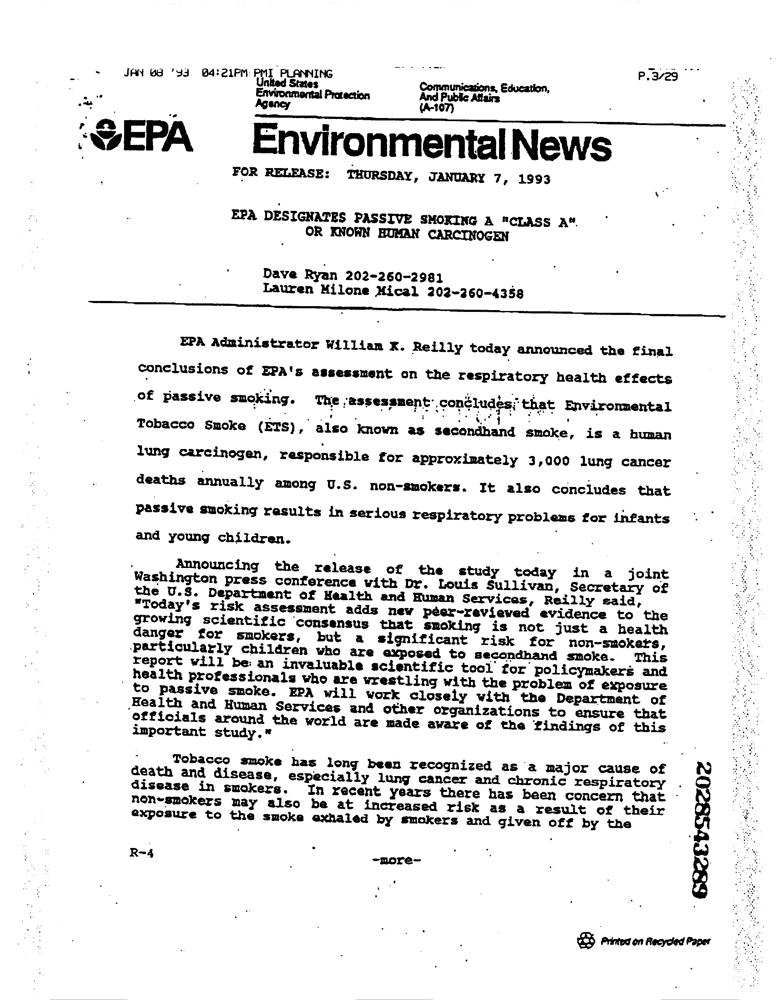 JAN 08 '93 04:21PM PMI PLANNING
P.3/29
United States
Environmental Protection
Agency
Communications, Education,
And Public Affairs
(A-107)
EPA
Environmental News
FOR RELEASE: THURSDAY, JANUARY 7, 1993
EPA DESIGNATES PASSIVE SMOKING A "CLASS A"
OR KNOWN HUMAN CARCINOGEN
Dave Ryan 202-260-2981
Lauren Milone Mical 202-260-4358
EPA Administrator William K. Reilly today announced the final
conclusions of EPA's assessment on the respiratory health effects
of passive smoking. The assessment concludes that Environmental
Tobacco Smoke (ETS), also known as secondhand smoke, is a human
lung carcinogen, responsible for approximately 3,000 lung cancer
deaths annually among U.S. non-smokers. It also concludes that
passive smoking results in serious respiratory problems for infants
and young children.
Announcing the release of the study today in a joint
Washington press conference with Dr. Louis Sullivan, Secretary of
the U.S. Department of Health and Human Services, Reilly said,
"Today's risk assessment adds new peer-reviewed evidence to the
growing scientific consensus that smoking is not just a health
danger for smokers, but a significant risk for non-smokers,
particularly children who are exposed to secondhand smoke. This
report will be an invaluable scientific tool for policymakers and
health professionals who are wrestling with the problem of exposure
to passive smoke. EPA will work closely with the Department of
Health and Human Services and other organizations to ensure that
officials around the world are made aware of the findings of this
important study."
Tobacco smoke has long been recognized as a major cause of
death and disease, especially lung cancer and chronic respiratory
disease in smokers. In recent years there has been concern that
non-smokers may also be at increased risk as a result of their
exposure to the smoke exhaled by smokers and given off by the
R-4
-more-
2028543289
Printed on Recycled Paper